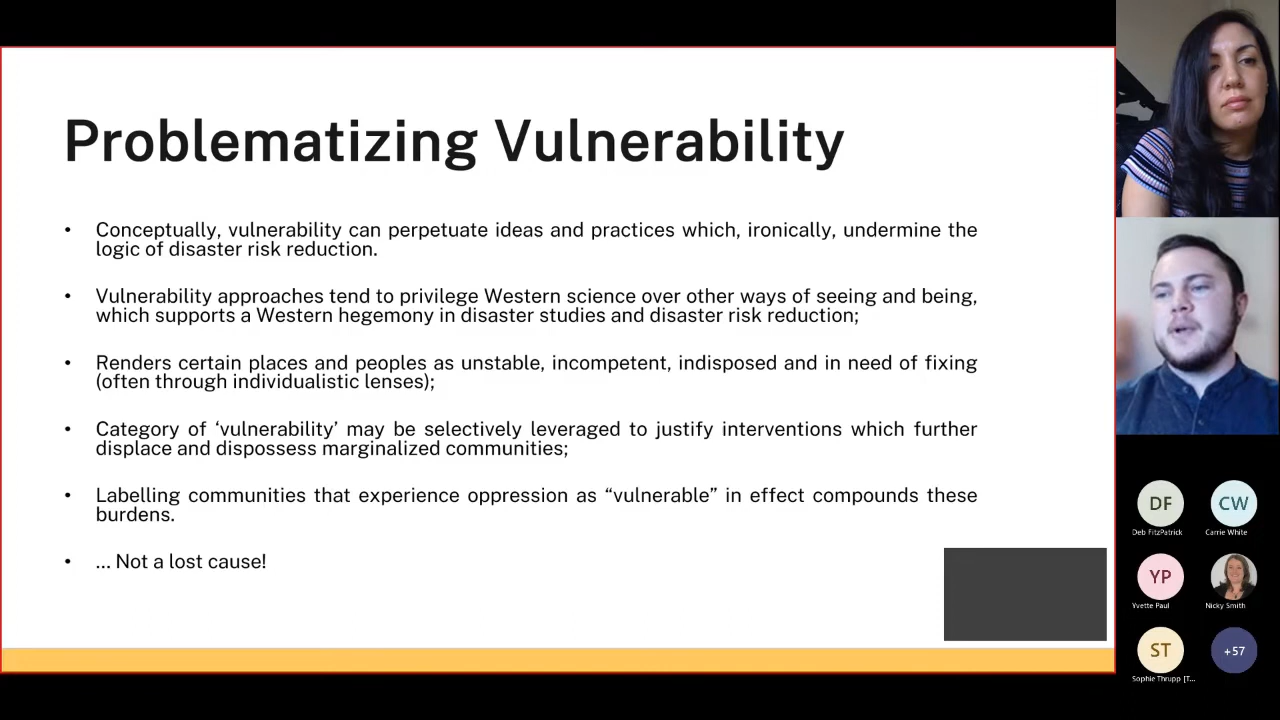 Problematizing Vulnerability
• Conceptually, vulnerability can perpetuate ideas and practices which, ironically, undermine the
logic of disaster risk reduction.
• Vulnerability approaches tend to privilege Western science over other ways of seeing and being,
which supports a Western hegemony in disaster studies and disaster risk reduction;
• Renders certain places and peoples as unstable, incompetent, indisposed and in need of fixing
(often through individualistic lenses);
• Category of ‘vulnerability’ may be selectively leveraged to justify interventions which further
displace and dispossess marginalized communities;
• Labelling communities that experience oppression as “vulnerable” in effect compounds these
burdens.
• ... Not a lost cause!
DF
CW
Deb FitzPatrick
Carrie White
YP
Yvette Paul
Nicky Smith
ST
+57
Sophie Thrupp [T...